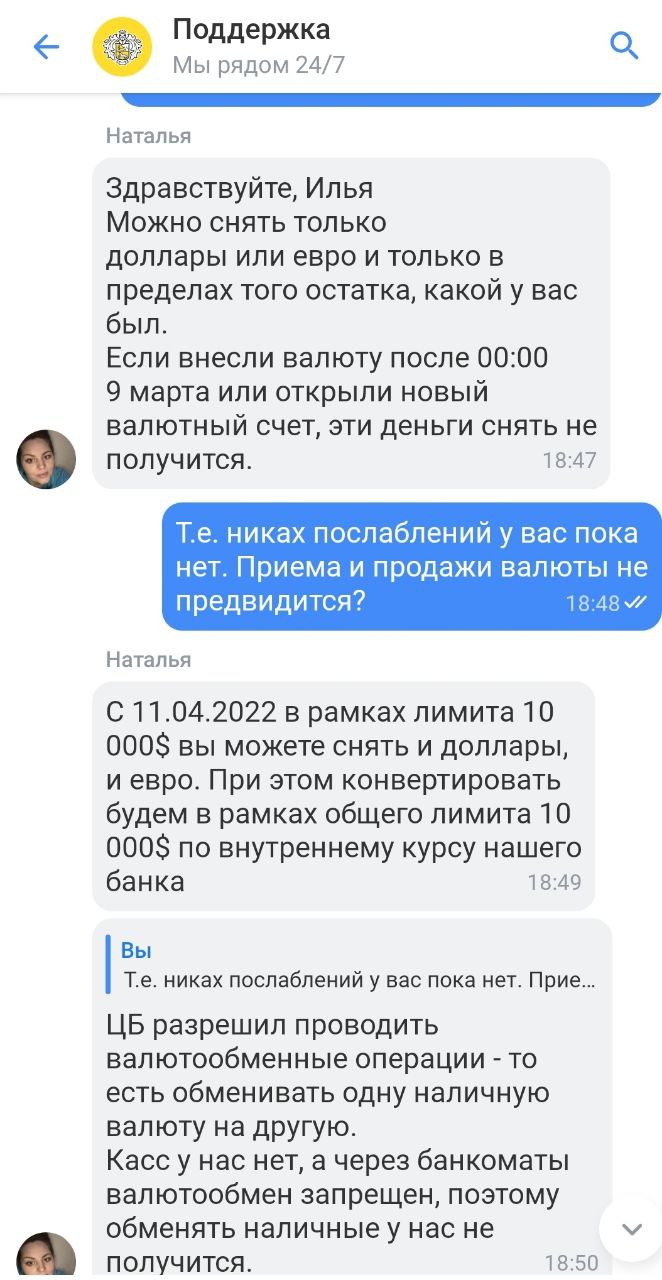 Поддержка
Мы рядом 24/7
Наталья
Здравствуйте, Илья
Можно снять только
доллары или евро и только в
пределах того остатка, какой у вас
был.
Если внесли валюту после 00:00
9 марта или открыли новый
валютный счет, эти деньги снять не
получится.
18:47
Т.е. никах послаблений у вас пока
нет. Приема и продажи валюты не
предвидится?
18:48
Наталья
С 11.04.2022 в рамках лимита 10
000$ вы можете снять и доллары,
и евро. При этом конвертировать
будем в рамках общего лимита 10
000$ по внутреннему курсу нашего
банка
18:49
Вы
Т.е. никах послаблений у вас пока нет. Прие...
ЦБ разрешил проводить
валютообменные операции - то
есть обменивать одну наличную
валюту на другую.
Касс у нас нет, а через банкоматы
валютообмен запрещен, поэтому
обменять наличные у нас не
получится.
18:50